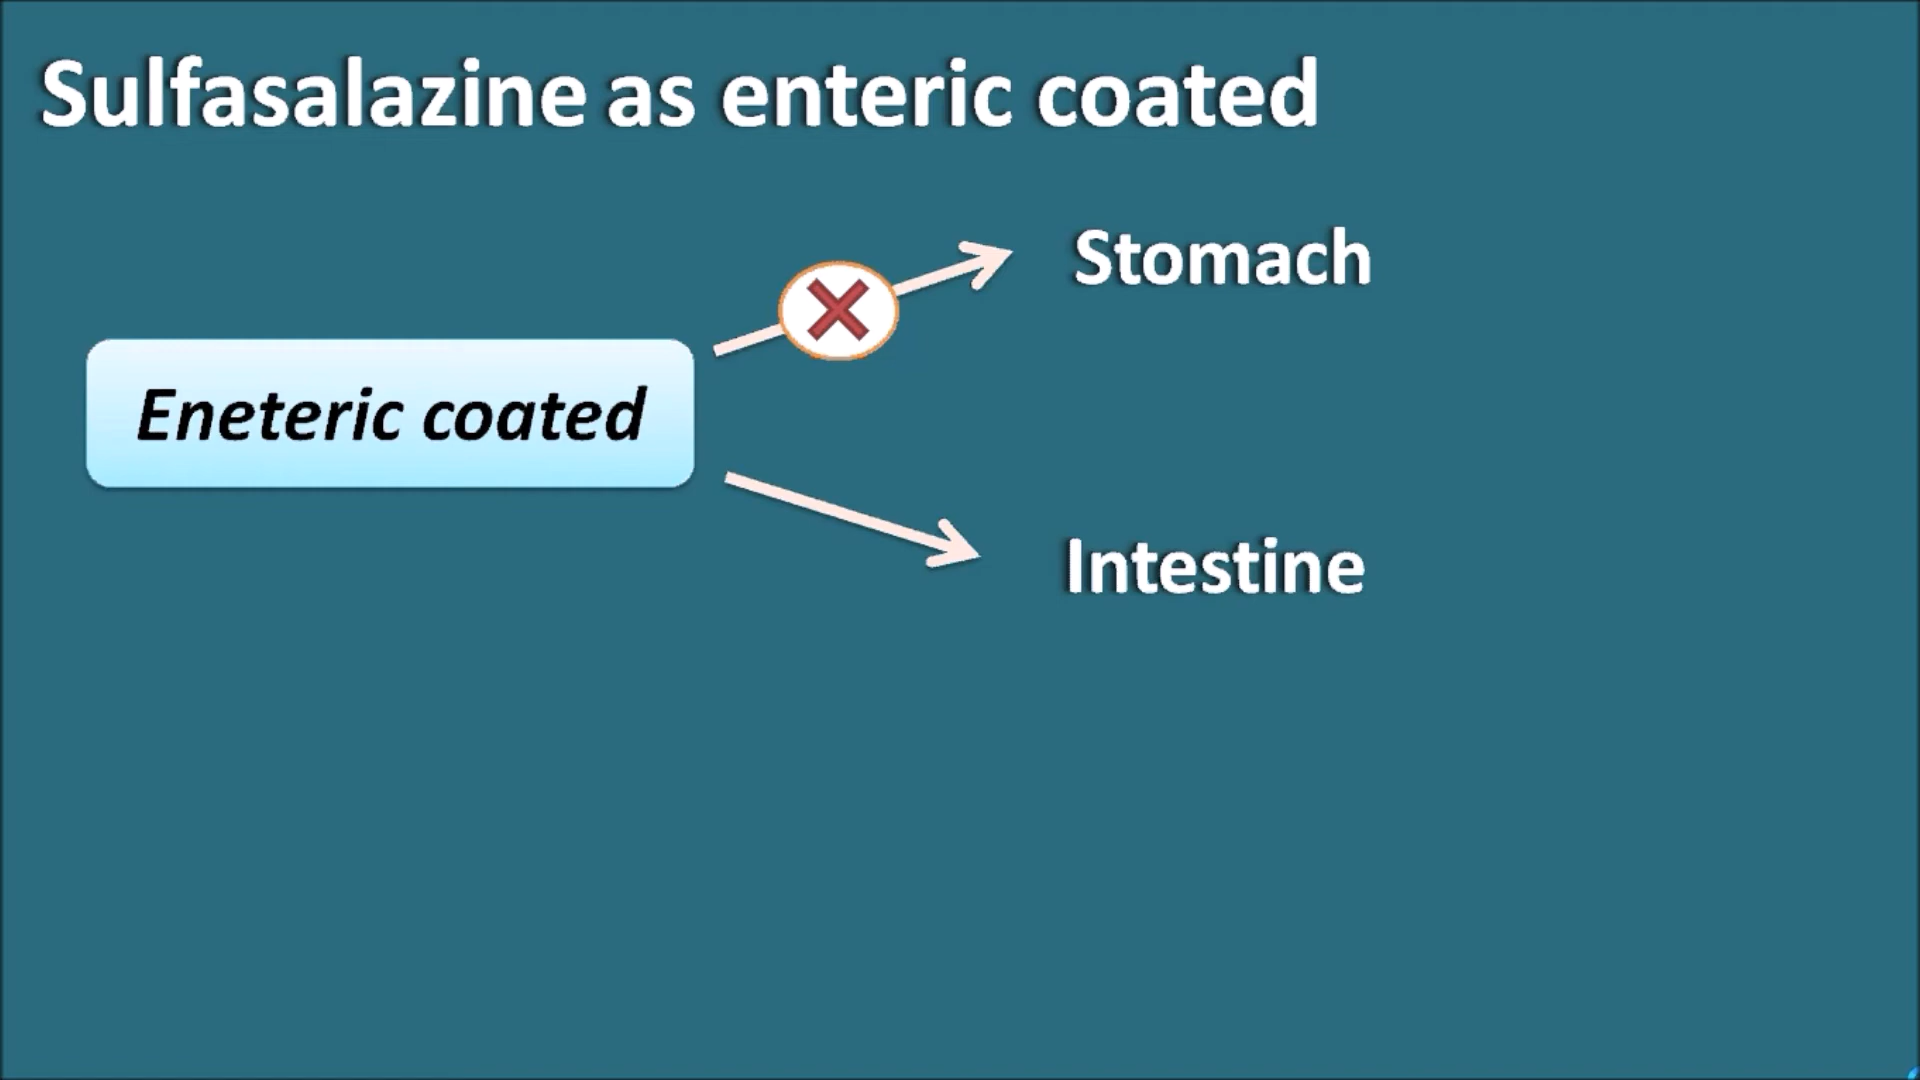 Sulfasalazine as enteric coated
Stomach
Eneteric coated
Intestine